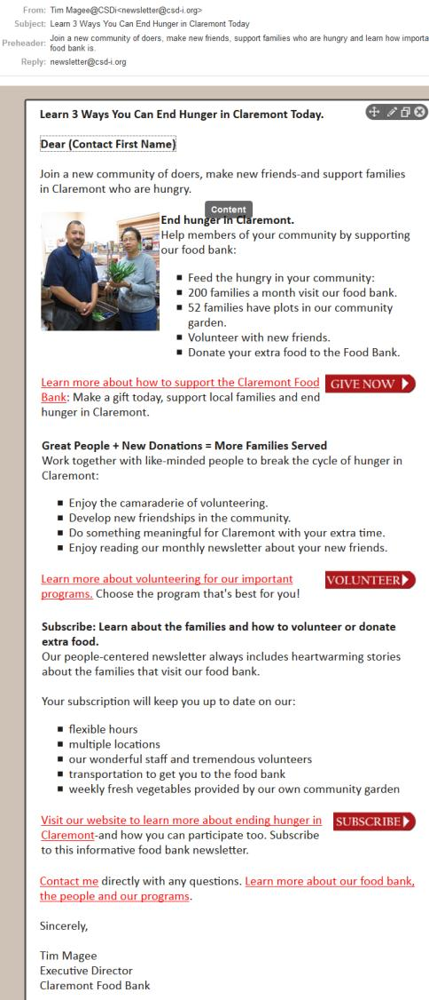 From: Tim Magee@CSDi<newsletter@csd-i.org>
Subject: Learn 3 Ways You Can End Hunger in Claremont Today
Preheader: Join a new community of doers, make new friends, support families who are hungry and learn how importa
food bank is.
Reply: newsletter@csd-i.org
Learn 3 Ways You Can End Hunger in Claremont Today.
Dear (Contact First Name)
Join a new community of doers, make new friends-and support families
in Claremont who are hungry.
Content
End hunger in Claremont.
Help members of your community by supporting
our food bank:
■ Feed the hungry in your community:
■ 200 families a month visit our food bank.
■ 52 families have plots in our community
garden.
■ Volunteer with new friends.
■ Donate your extra food to the Food Bank.
Learn more about how to support the Claremont Food
Bank: Make a gift today, support local families and end
hunger in Claremont.
GIVE NOW
Great People + New Donations = More Families Served
Work together with like-minded people to break the cycle of hunger in
Claremont:
■ Enjoy the camaraderie of volunteering.
■ Develop new friendships in the community.
■ Do something meaningful for Claremont with your extra time.
■ Enjoy reading our monthly newsletter about your new friends.
Learn more about volunteering for our important
programs. Choose the program that's best for you!
VOLUNTEER
Subscribe: Learn about the families and how to volunteer or donate
extra food.
Our people-centered newsletter always includes heartwarming stories
about the families that visit our food bank.
Your subscription will keep you up to date on our:
■ flexible hours
■ multiple locations
■ our wonderful staff and tremendous volunteers
■ transportation to get you to the food bank
■ weekly fresh vegetables provided by our own community garden
Visit our website to learn more about ending hunger in
Claremont-and how you can participate too. Subscribe
to this informative food bank newsletter.
SUBSCRIBE
Contact me directly with any questions. Learn more about our food bank,
the people and our programs.
Sincerely,
Tim Magee
Executive Director
Claremont Food Bank